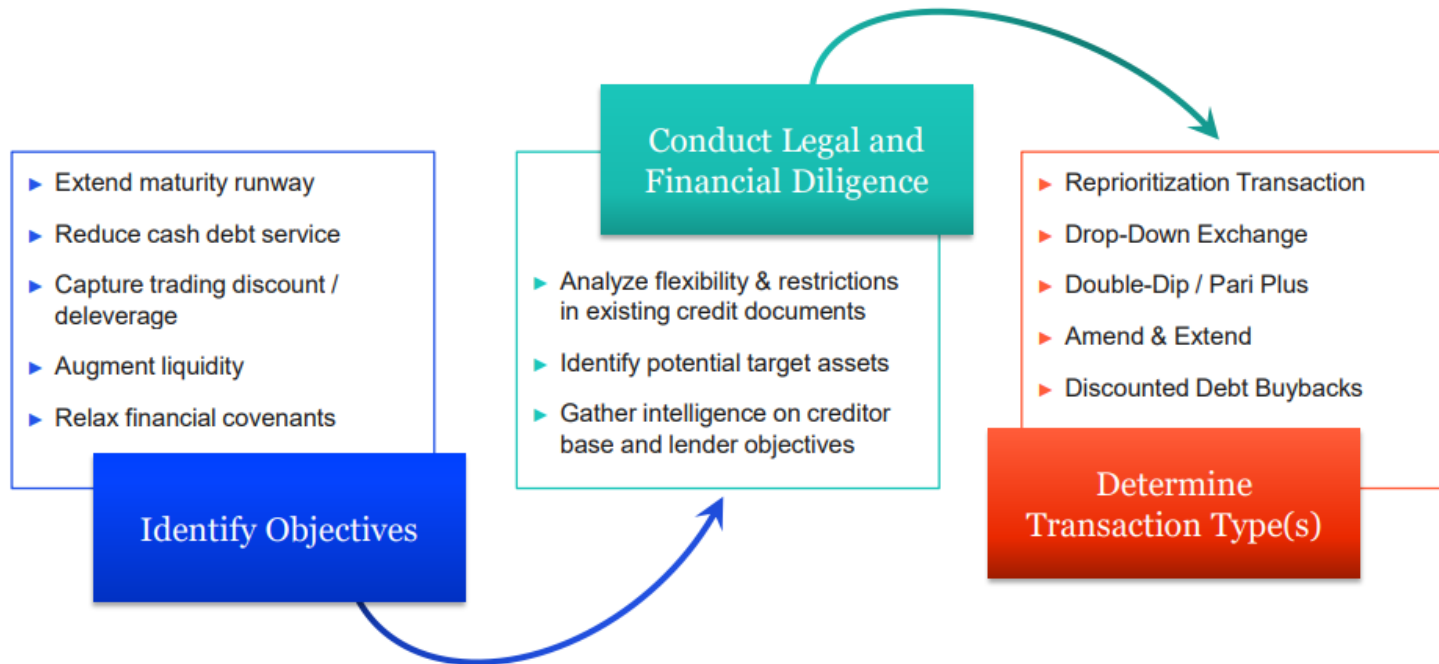 ► Extend maturity runway
► Reduce cash debt service
► Capture trading discount /
deleverage
► Augment liquidity
► Relax financial covenants
Identify Objectives
Conduct Legal and
Financial Diligence
► Analyze flexibility & restrictions
in existing credit documents
► Identify potential target assets
► Gather intelligence on creditor
base and lender objectives
► Reprioritization Transaction
► Drop-Down Exchange
► Double-Dip / Pari Plus
► Amend & Extend
► Discounted Debt Buybacks
Determine
Transaction Type(s)